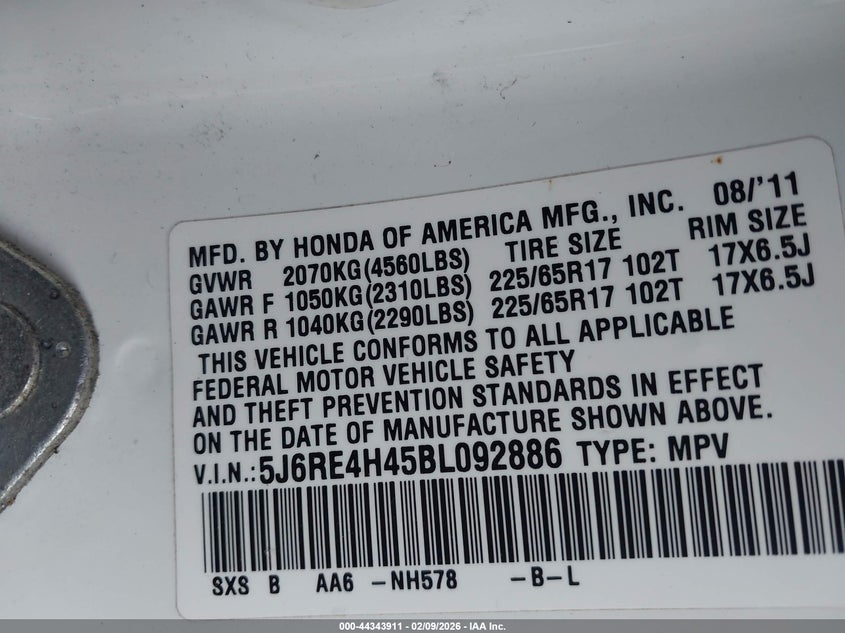 MFD. BY HONDA OF AMERICA MFG., INC. 08/'11
GVWR 2070KG(4560LBS) TIRE SIZE RIM SIZE
GAWR F 1050KG(2310LBS) 225/65R17 102T 17X6.5J
GAWR R 1040KG(2290LBS) 225/65R17 102T 17X6.5J
THIS VEHICLE CONFORMS TO ALL APPLICABLE
FEDERAL MOTOR VEHICLE SAFETY
AND THEFT PREVENTION STANDARDS IN EFFECT
ON THE DATE OF MANUFACTURE SHOWN ABOVE.
V.I.N.: 5J6RE4H45BL092886 TYPE: MPV
SXS B AA6 -NH578 -B-L
000-44343911 - 02/09/2026 - IAA Inc.